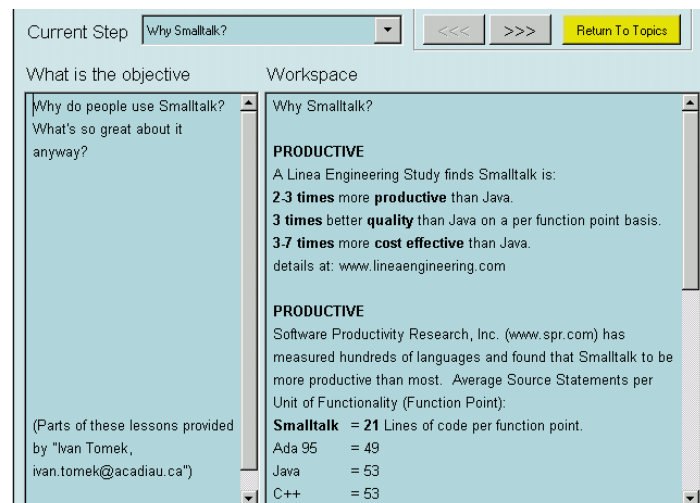 Current Step
Why Smalltalk?
<<<
>>>
Return To Topics
What is the objective
Why do people use Smalltalk?
What's so great about it
anyway?
(Parts of these lessons provided
by "Ivan Tomek,
ivan.tomek@acadiau.ca")
Workspace
Why Smalltalk?
PRODUCTIVE
A Linea Engineering Study finds Smalltalk is:
2-3 times more productive than Java.
3 times better quality than Java on a per function point basis.
3-7 times more cost effective than Java.
details at: www.lineaengineering.com
PRODUCTIVE
Software Productivity Research, Inc. (www.spr.com) has
measured hundreds of languages and found that Smalltalk to be
more productive than most.  Average Source Statements per
Unit of Functionality (Function Point):
Smalltalk = 21 Lines of code per function point.
Ada 95 = 49
Java = 53
C++ = 53